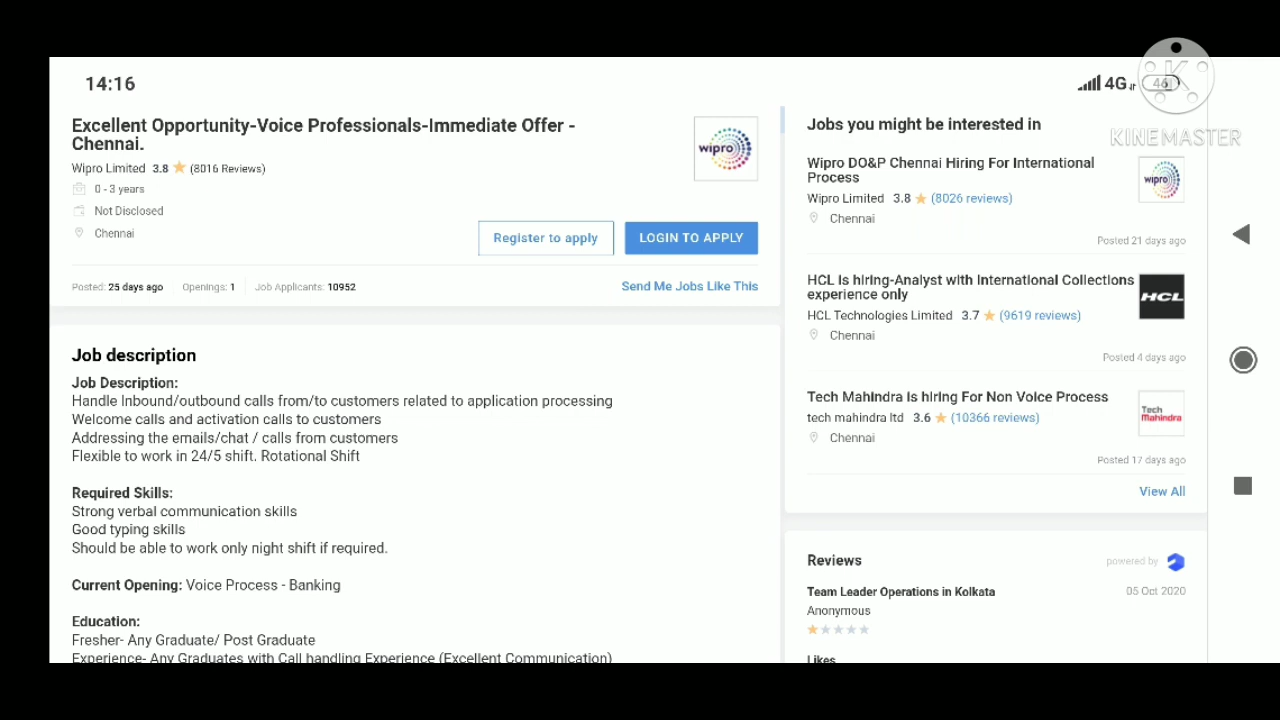 14:16
4G
46
KINEMASTER
Excellent Opportunity-Voice Professionals-Immediate Offer -
Chennai.
wipro
Wipro Limited 3.8 (8016 Reviews)
0 - 3 years
Not Disclosed
Chennai
Register to apply
LOGIN TO APPLY
Posted: 25 days ago Openings: 1 Job Applicants: 10952
Send Me Jobs Like This
Job description
Job Description:
Handle Inbound/outbound calls from/to customers related to application processing
Welcome calls and activation calls to customers
Addressing the emails/chat / calls from customers
Flexible to work in 24/5 shift. Rotational Shift
Required Skills:
Strong verbal communication skills
Good typing skills
Should be able to work only night shift if required.
Current Opening: Voice Process - Banking
Education:
Fresher- Any Graduate/ Post Graduate
Experience- Any Graduates with Call handling Experience (Excellent Communication)
Jobs you might be interested in
Wipro DO&P Chennai Hiring For International
Process
wipro
Wipro Limited 3.8 (8026 reviews)
Chennai
Posted 21 days ago
HCL is hiring-Analyst with International Collections
experience only
HCL
HCL Technologies Limited 3.7 (9619 reviews)
Chennai
Posted 4 days ago
Tech Mahindra is hiring For Non Voice Process
Tech
Mahindra
tech mahindra ltd 3.6 (10366 reviews)
Chennai
Posted 17 days ago
View All
Reviews
powered by
Team Leader Operations in Kolkata
05 Oct 2020
Anonymous
Likes